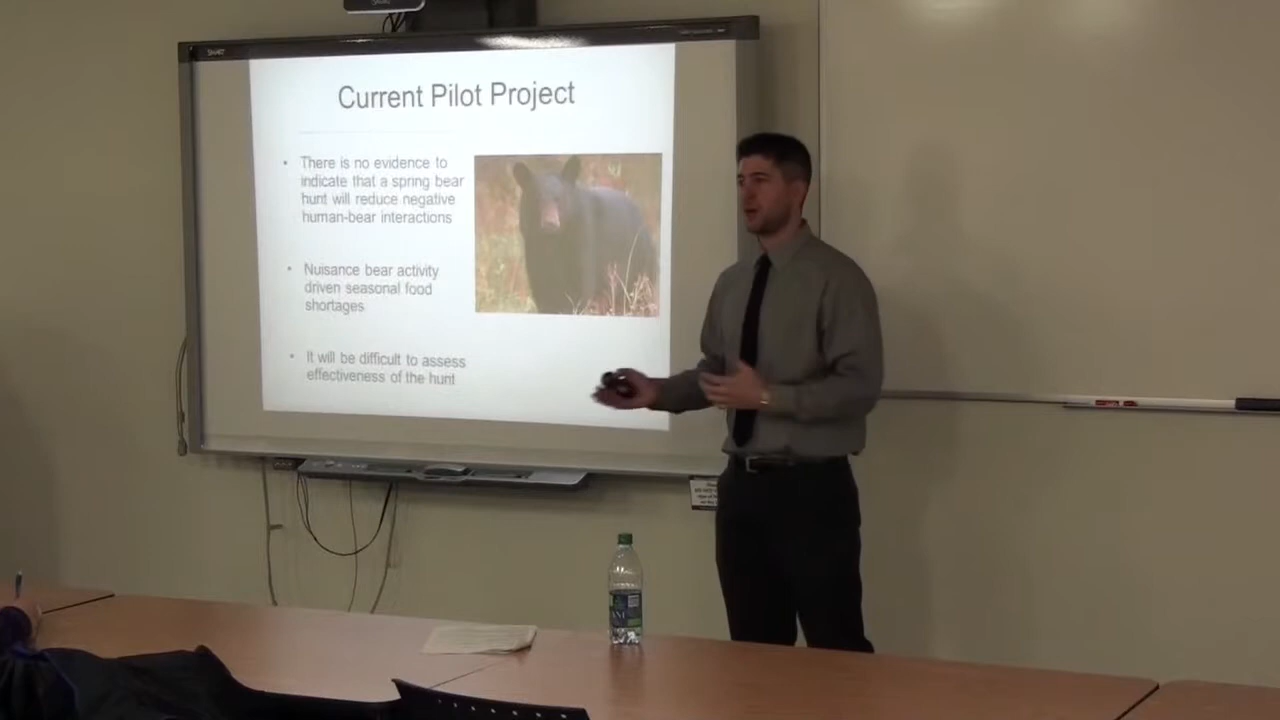 SMART
Current Pilot Project
• There is no evidence to
indicate that a spring bear
hunt will reduce negative
human-bear interactions
• Nuisance bear activity
driven seasonal food
shortages
• It will be difficult to assess
effectiveness of the hunt